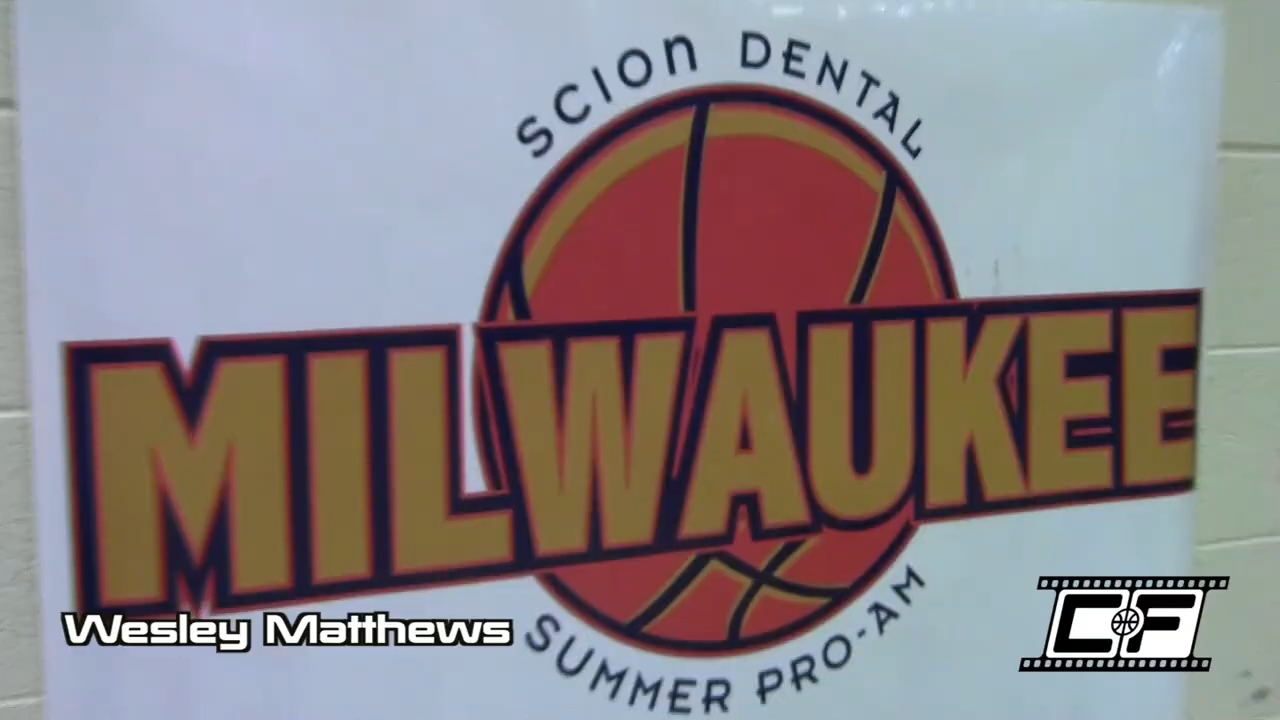 SCION DENTAL
MILWAUKEE
SUMMER PRO-AM
Wesley Matthews
CF